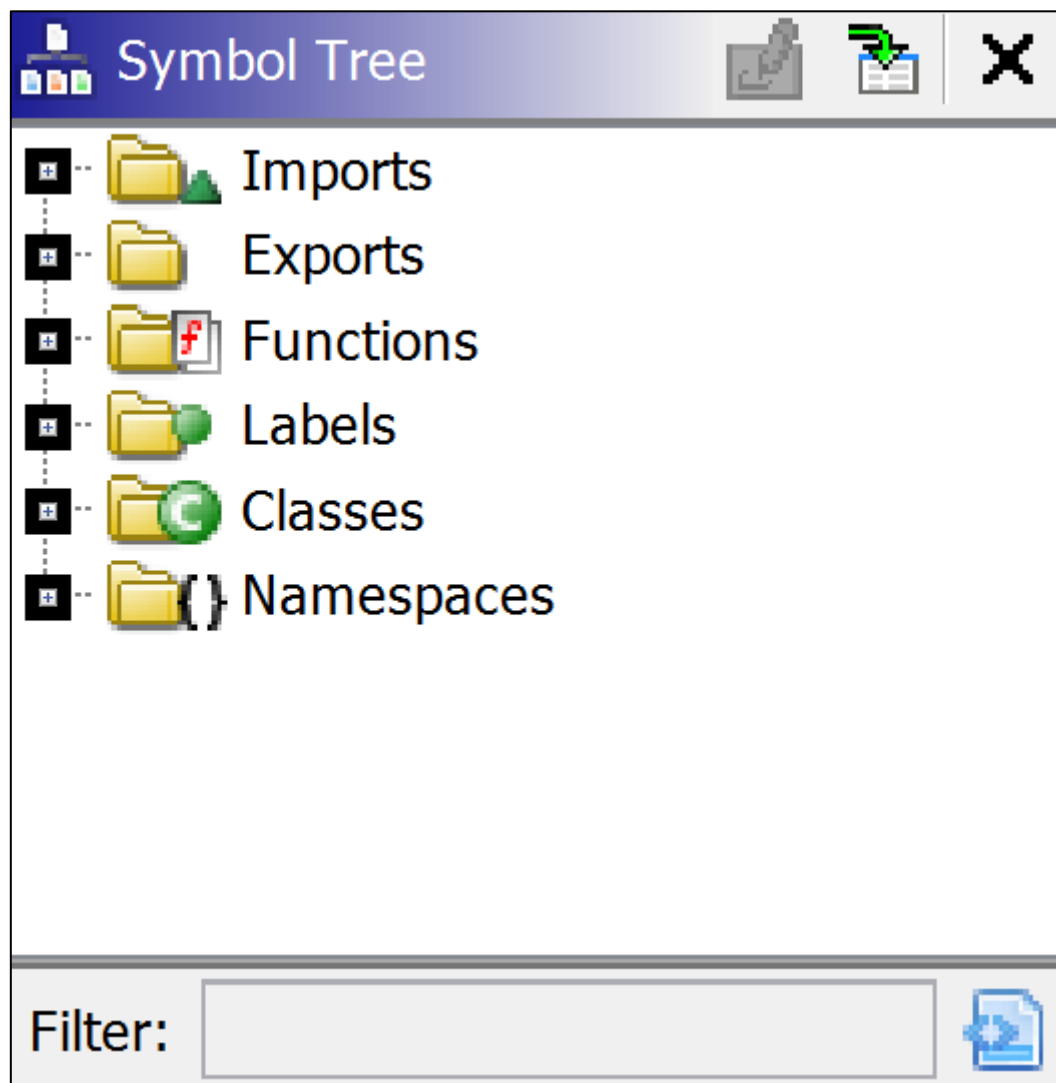 Symbol Tree
Imports
Exports
Functions
Labels
Classes
Namespaces
Filter: